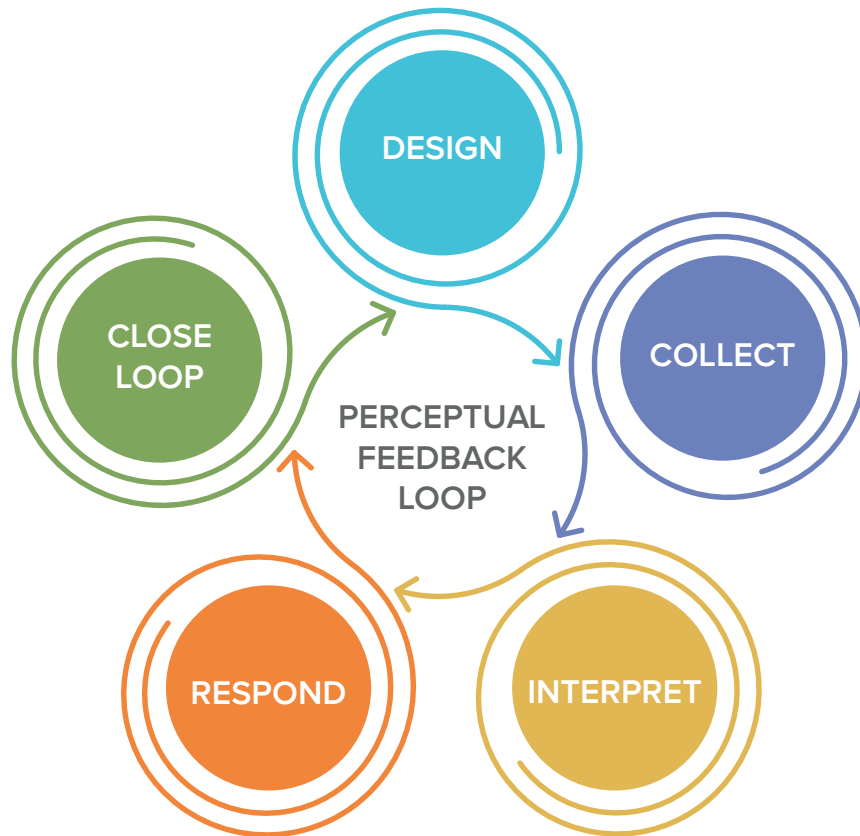 DESIGN
COLLECT
INTERPRET
RESPOND
CLOSE
LOOP
PERCEPTUAL
FEEDBACK
LOOP